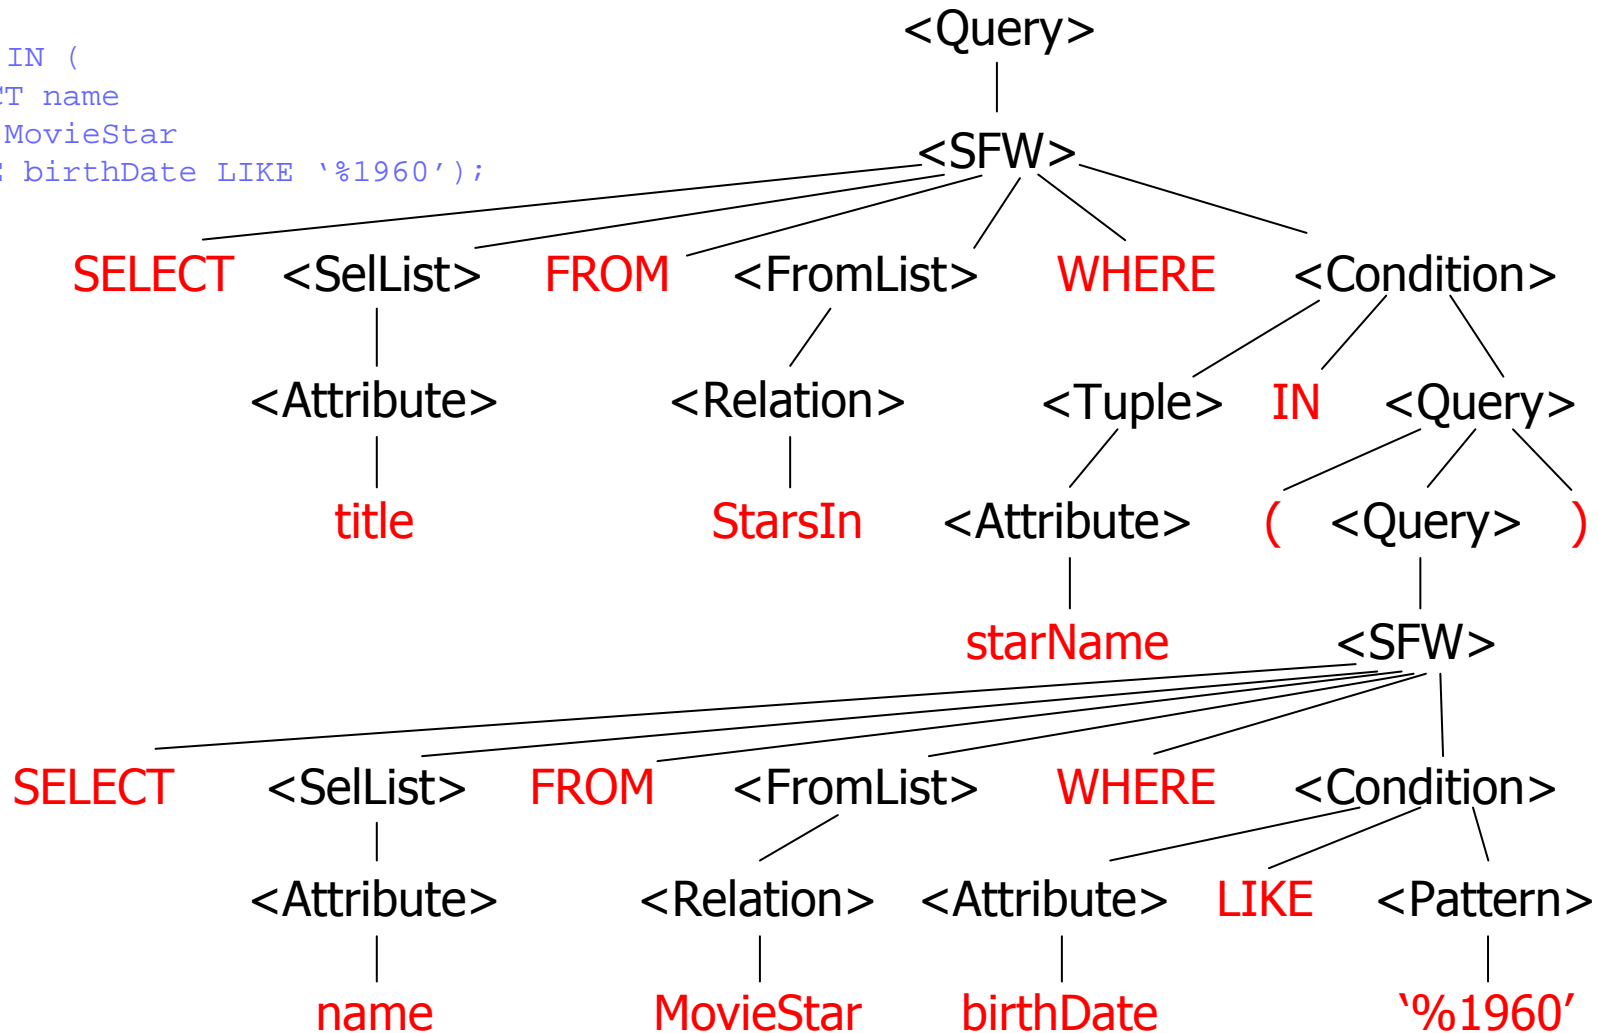 <Query>
IN (
CT name
MovieStar
E birthDate LIKE ‘%1960’);
<SFW>
SELECT <SelList> FROM <FromList> WHERE <Condition>
<Attribute> <Relation> <Tuple> IN <Query>
title StarsIn <Attribute> ( <Query> )
starName <SFW>
SELECT <SelList> FROM <FromList> WHERE <Condition>
<Attribute> <Relation> <Attribute> LIKE <Pattern>
name MovieStar birthDate ‘%1960’